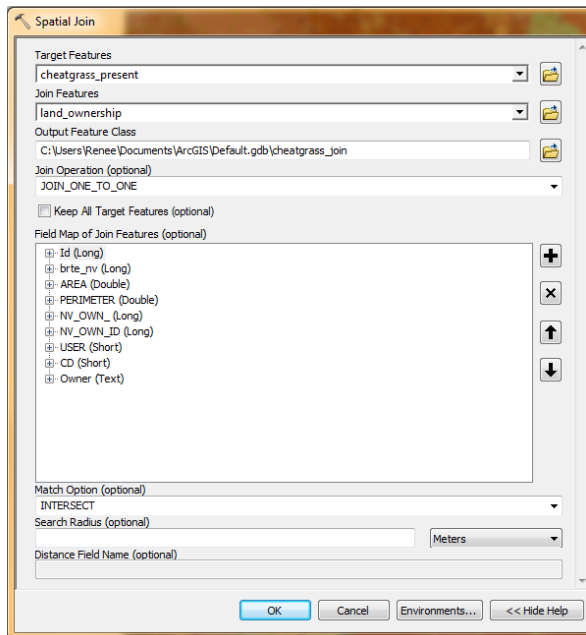 Spatial Join
Target Features
cheatgrass_present
Join Features
land_ownership
Output Feature Class
C:\Users\Renee\Documents\ArcGIS\Default.gdb\cheatgrass_join
Join Operation (optional)
JOIN_ONE_TO_ONE
Keep All Target Features (optional)
Field Map of Join Features (optional)
Id (Long)
brte_nv (Long)
AREA (Double)
PERIMETER (Double)
NV_OWN_ (Long)
NV_OWN_ID (Long)
USER (Short)
CD (Short)
Owner (Text)
Match Option (optional)
INTERSECT
Search Radius (optional)
Meters
Distance Field Name (optional)
OK Cancel Environments... << Hide Help